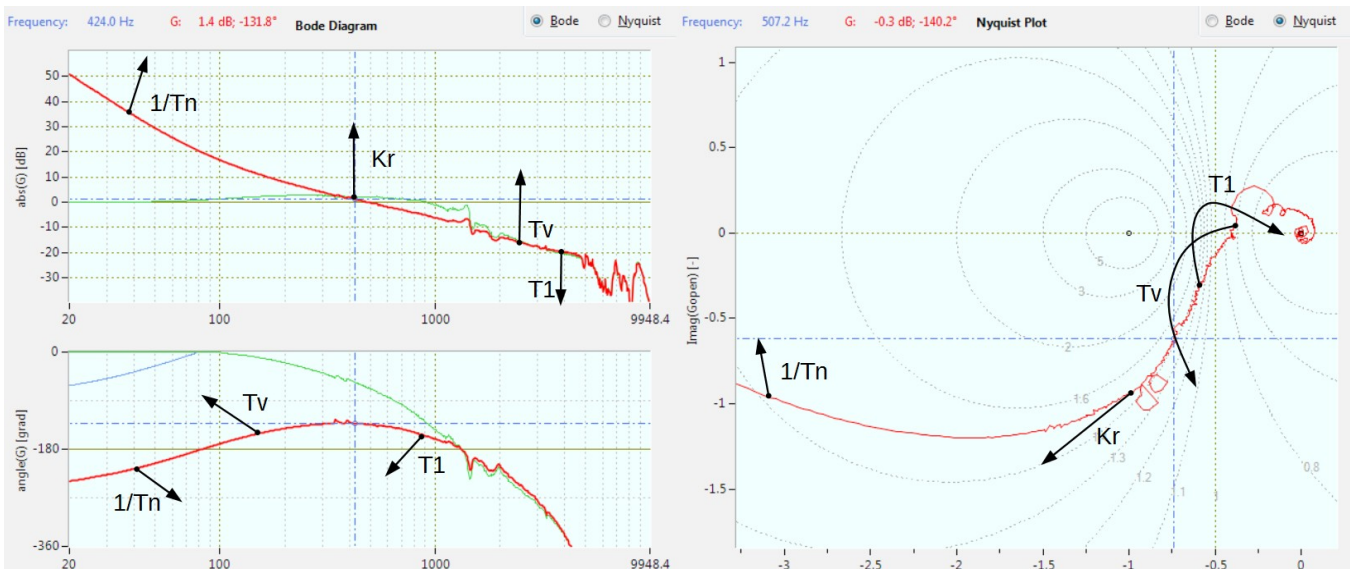 Frequency: 424.0 Hz G: 1.4 dB; -131.8° Bode Diagram Bode Nyquist
50
40
30
20
10
0
-10
-20
-30
abs(G) [dB]
1/Tn
Kr
Tv
T1
20 100 1000 9948.4
0
-180
-360
angle(G) [grad]
Tv
T1
1/Tn
20 100 1000 9948.4
Frequency: 507.2 Hz G: -0.3 dB; -140.2° Nyquist Plot Bode Nyquist
1
0.5
0
-0.5
-1
-1.5
Imag(Gopen) [-]
T1
5
3
Tv
2
1/Tn
1.6
Kr
1.3
1.2
1.1
1
0.8
-3 -2.5 -2 -1.5 -1 -0.5 0